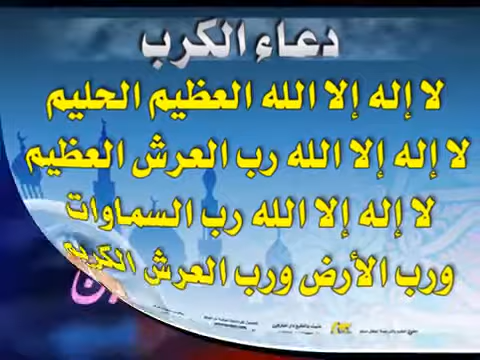 دعاء الكرب
لا إله إلا الله العظيم الحليم
لا إله إلا الله رب العرش العظيم
لا إله إلا الله رب السماوات
ورب الأرض ورب العرش الكريم